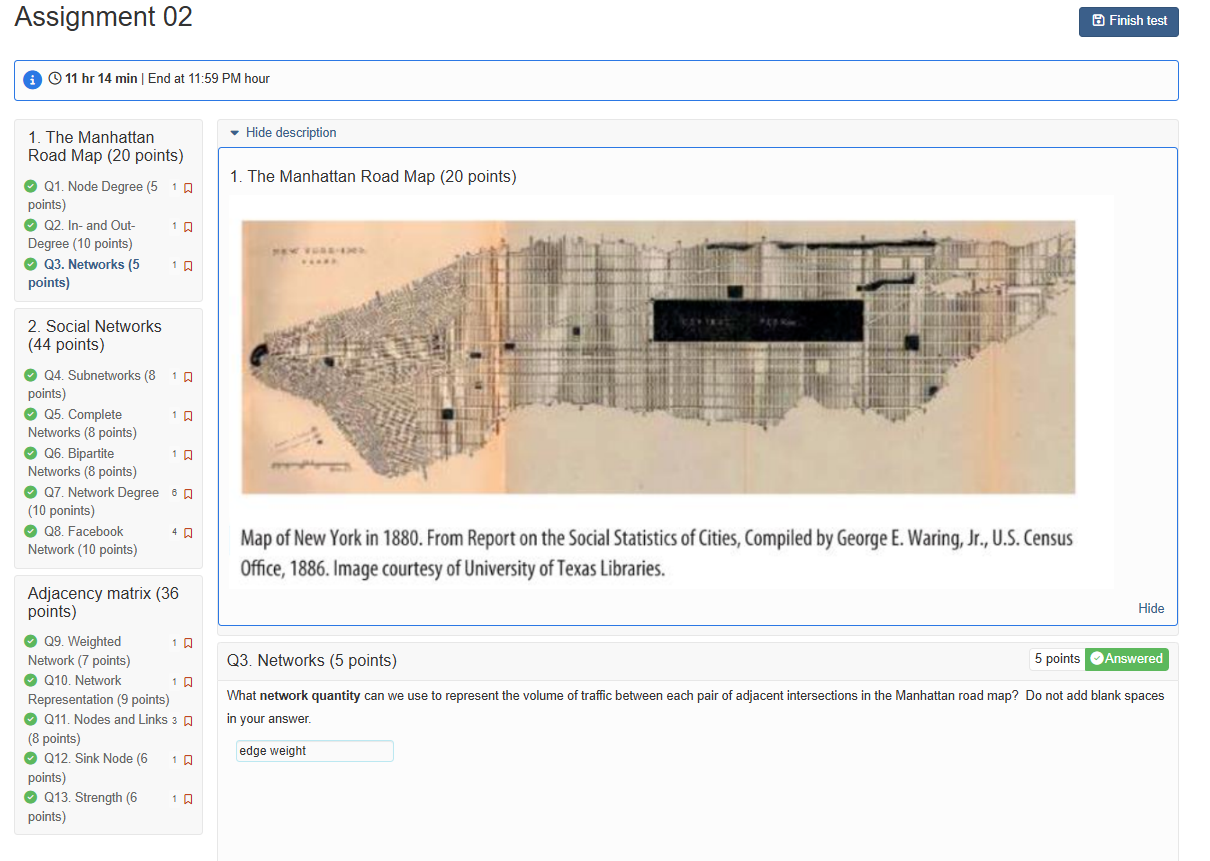 Assignment 02
Finish test
11 hr 14 min | End at 11:59 PM hour
1. The Manhattan
Road Map (20 points)
Q1. Node Degree (5 1
points)
Q2. In- and Out- 1
Degree (10 points)
Q3. Networks (5 1
points)
2. Social Networks
(44 points)
Q4. Subnetworks (8 1
points)
Q5. Complete 1
Networks (8 points)
Q6. Bipartite 1
Networks (8 points)
Q7. Network Degree 6
(10 ponints)
Q8. Facebook 4
Network (10 points)
Adjacency matrix (36
points)
Q9. Weighted 1
Network (7 points)
Q10. Network 1
Representation (9 points)
Q11. Nodes and Links 3
(8 points)
Q12. Sink Node (6 1
points)
Q13. Strength (6 1
points)
Hide description
1. The Manhattan Road Map (20 points)
Map of New York in 1880. From Report on the Social Statistics of Cities, Compiled by George E. Waring, Jr., U.S. Census
Office, 1886. Image courtesy of University of Texas Libraries.
Hide
Q3. Networks (5 points)
5 points Answered
What network quantity can we use to represent the volume of traffic between each pair of adjacent intersections in the Manhattan road map? Do not add blank spaces
in your answer.
edge weight